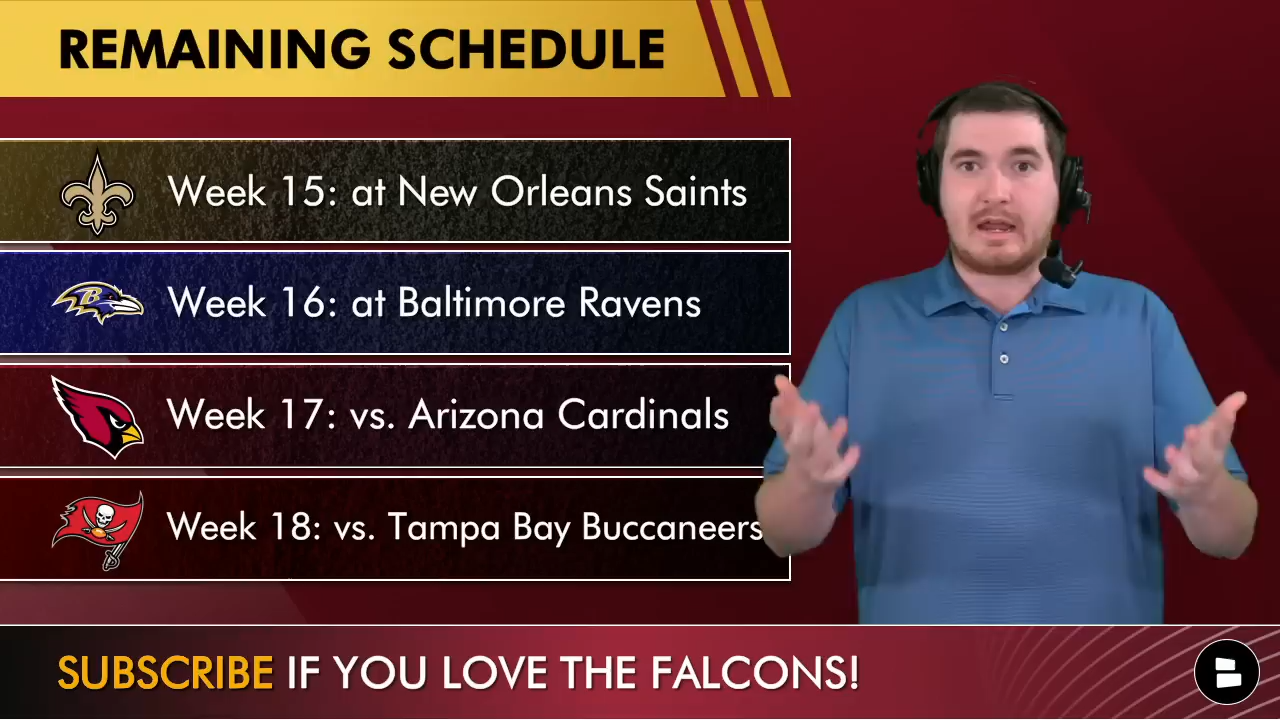 REMAINING SCHEDULE
Week 15: at New Orleans Saints
Week 16: at Baltimore Ravens
Week 17: vs. Arizona Cardinals
Week 18: vs. Tampa Bay Buccaneers
SUBSCRIBE IF YOU LOVE THE FALCONS!